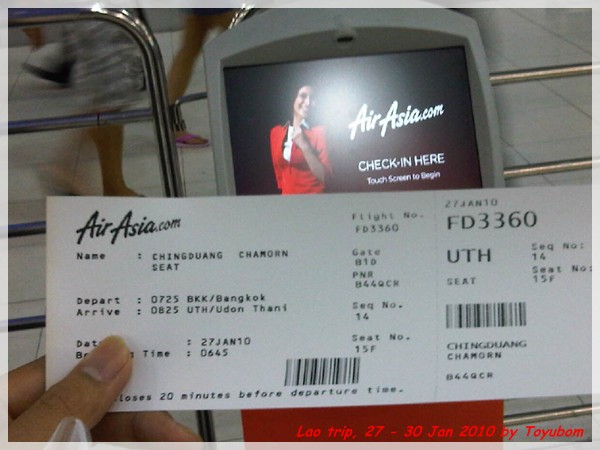 AirAsia.com
CHECK-IN HERE
Touch Screen to Begin
AirAsia.com
Name : CHINGDUANG CHAMORN
SEAT
Depart : 0725 BKK/Bangkok
Arrive : 0825 UTH/Udon Thani
: 27JAN10
Time : 0645
closes 20 minutes before departure time.
Flight No.
FD3360
Gate
B1D
PNR
B44QCR
Seq No.
14
Seat No.
15F
27JAN10
FD3360
UTH
SEAT
Seq No:
14
Seat No:
15F
CHINGDUANG
CHAMORN
B44QCR
Lao trip, 27 - 30 Jan 2010 by Toyubom